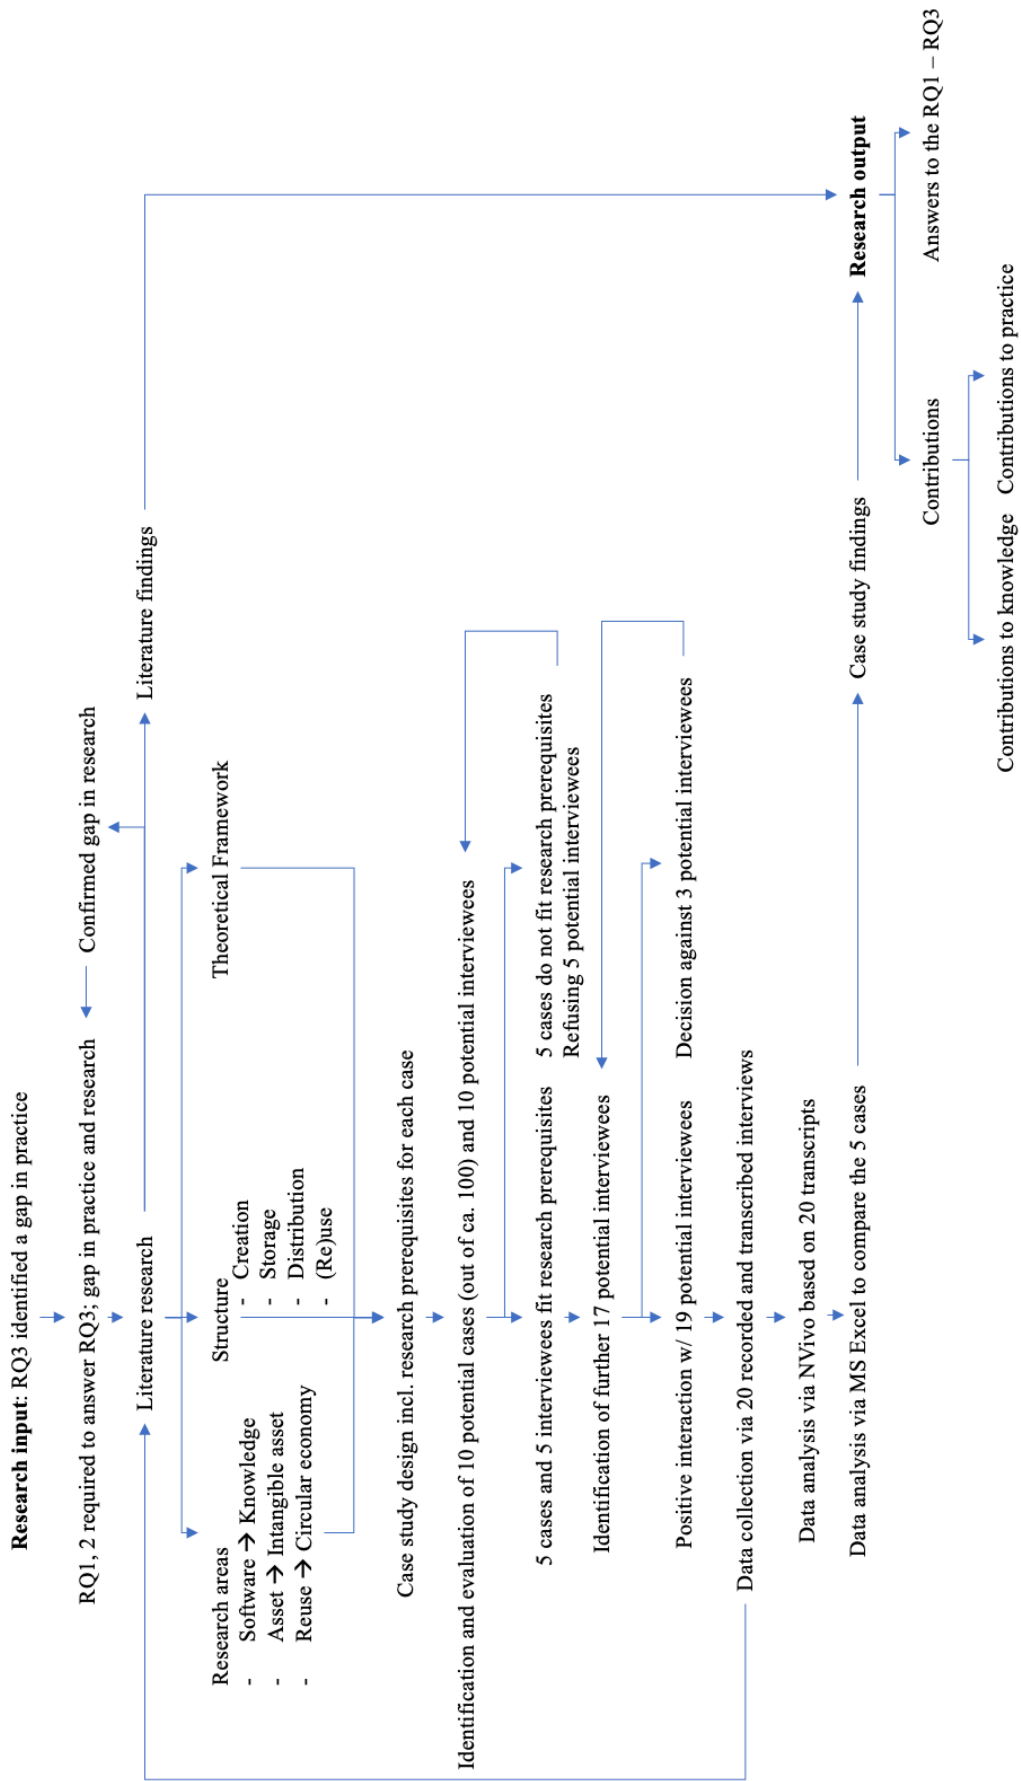 Research input: RQ3 identified a gap in practice
RQ1, 2 required to answer RQ3; gap in practice and research
Confirmed gap in research
Literature research
Literature findings
Research areas
- Software → Knowledge
- Asset → Intangible asset
- Reuse → Circular economy
Structure
- Creation
- Storage
- Distribution
- (Re)use
Theoretical Framework
Case study design incl. research prerequisites for each case
Identification and evaluation of 10 potential cases (out of ca. 100) and 10 potential interviewees
5 cases and 5 interviewees fit research prerequisites
5 cases do not fit research prerequisites
Refusing 5 potential interviewees
Identification of further 17 potential interviewees
Positive interaction w/ 19 potential interviewees
Decision against 3 potential interviewees
Data collection via 20 recorded and transcribed interviews
Data analysis via NVivo based on 20 transcripts
Data analysis via MS Excel to compare the 5 cases
Case study findings
Research output
Contributions
Answers to the RQ1 – RQ3
Contributions to knowledge
Contributions to practice